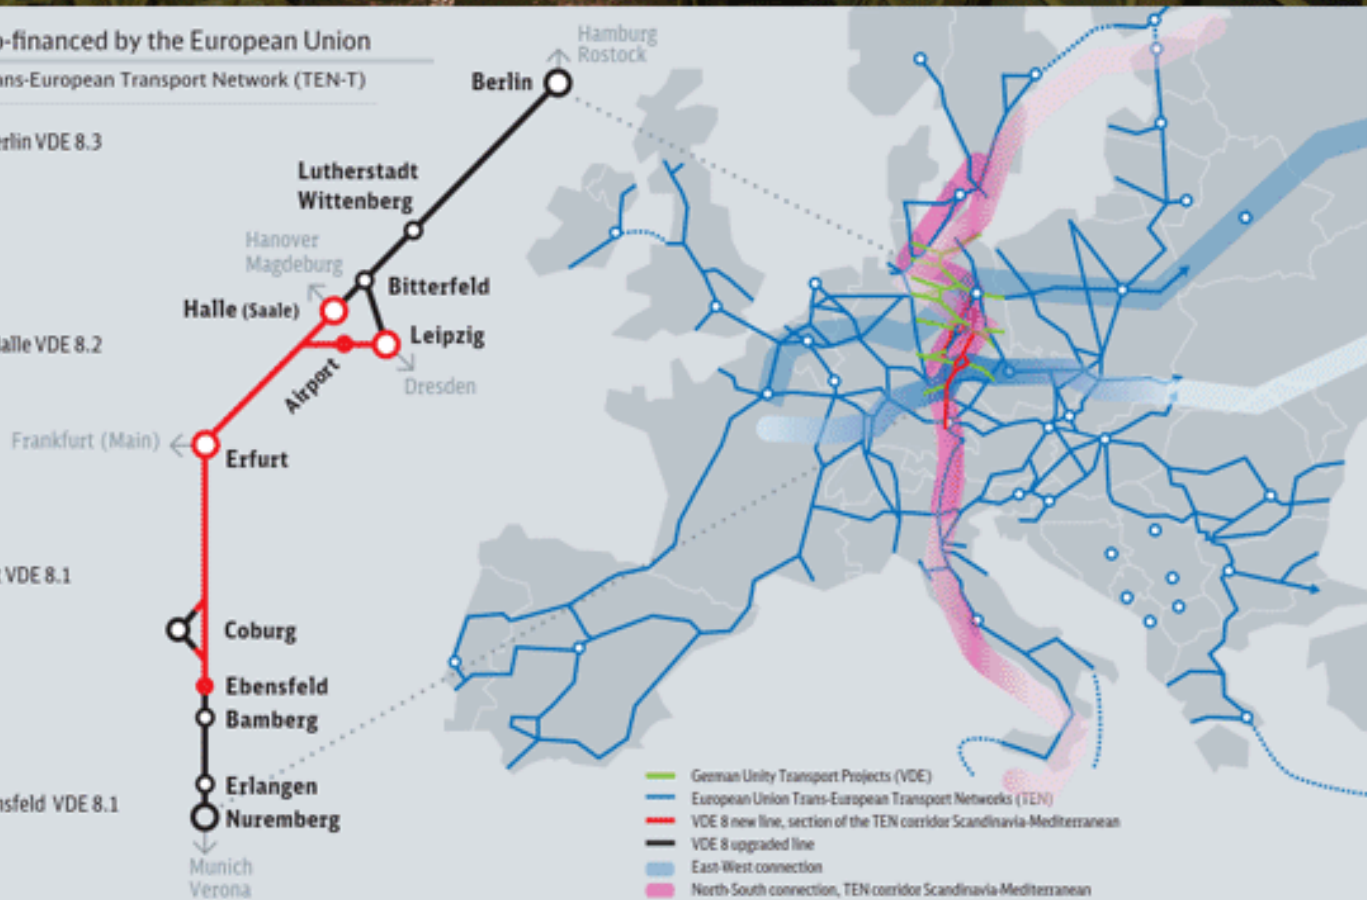 o-financed by the European Union
ans-European Transport Network (TEN-T)
erlin VDE 8.3
alle VDE 8.2
VDE 8.1
nsfeld VDE 8.1
Hamburg
Rostock
Berlin
Lutherstadt
Wittenberg
Hanover
Magdeburg
Bitterfeld
Halle (Saale)
Leipzig
Airport
Dresden
Frankfurt (Main)
Erfurt
Coburg
Ebensfeld
Bamberg
Erlangen
Nuremberg
Munich
Verona
German Unity Transport Projects (VDE)
European Union Trans-European Transport Networks (TEN)
VDE 8 new line, section of the TEN corridor Scandinavia-Mediterranean
VDE 8 upgraded line
East-West connection
North-South connection, TEN corridor Scandinavia-Mediterranean